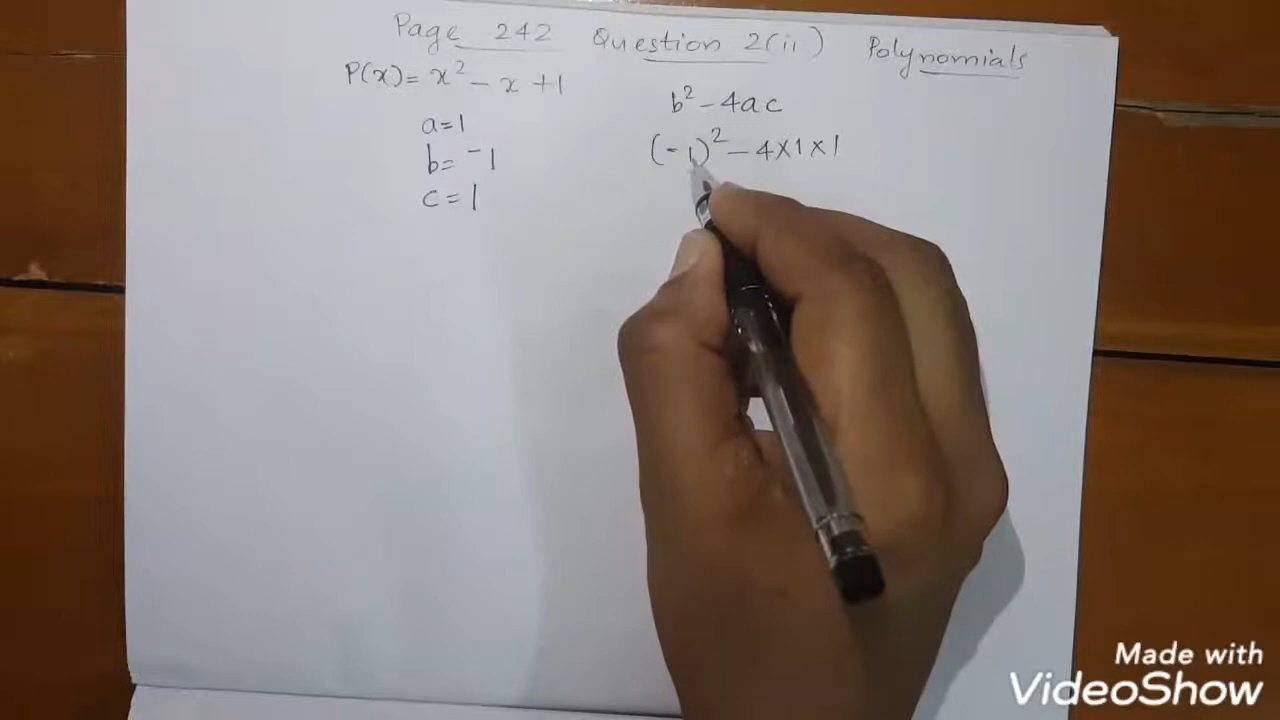 Page 242 Question 2(ii) Polynomials
P(x) = x² - x + 1
b² - 4ac
a = 1
(-1)² - 4×1×1
b = -1
c = 1
Made with
VideoShow